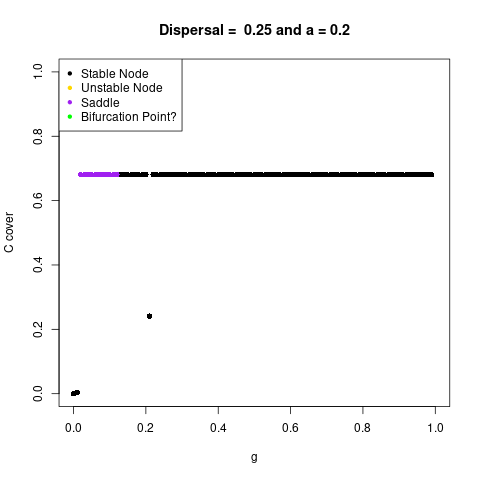 Dispersal =  0.25 and a = 0.2
Stable Node
Unstable Node
Saddle
Bifurcation Point?
C cover
1.0
0.8
0.6
0.4
0.2
0.0
0.0 0.2 0.4 0.6 0.8 1.0
g